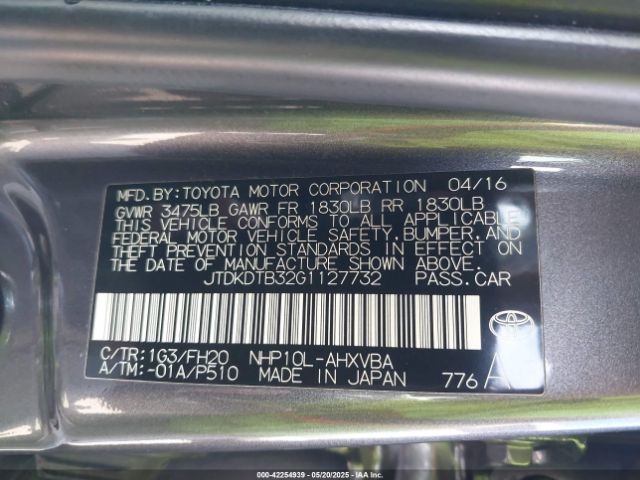 MFD.BY:TOYOTA MOTOR CORPORATION 04/16
GVWR 3475LB GAWR FR 1830LB RR 1830LB
THIS VEHICLE CONFORMS TO ALL APPLICABLE
FEDERAL MOTOR VEHICLE SAFETY, BUMPER, AND
THEFT PREVENTION STANDARDS IN EFFECT ON
THE DATE OF MANUFACTURE SHOWN ABOVE.
JTDKDTB32G1127732 PASS.CAR
C/TR:1G3/FH20 NHP10L-AHXVBA
A/TM:-01A/P510 MADE IN JAPAN 776 A
000-42254939 05/20/2025 IAA